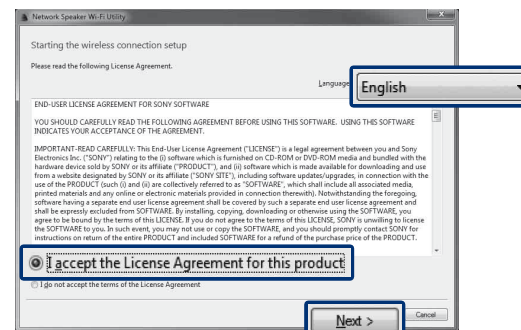 Network Speaker Wi-Fi Utility
Starting the wireless connection setup
Please read the following License Agreement.
Language
English
END-USER LICENSE AGREEMENT FOR SONY SOFTWARE
YOU SHOULD CAREFULLY READ THE FOLLOWING AGREEMENT BEFORE USING THIS SOFTWARE. USING THIS SOFTWARE
INDICATES YOUR ACCEPTANCE OF THE AGREEMENT.
IMPORTANT-READ CAREFULLY: This End-User License Agreement ("LICENSE") is a legal agreement between you and Sony
Electronics Inc. ("SONY") relating to the (i) software which is furnished on CD-ROM or DVD-ROM media and bundled with the
hardware device sold by SONY or its affiliate ("PRODUCT"), and (ii) software which is made available for downloading and use
from a website designated by SONY or its affiliate ("SONY SITE"), including software updates/upgrades, in connection with the
use of the PRODUCT (such (i) and (ii) are collectively referred to as "SOFTWARE", which shall include all associated media,
printed materials and any online or electronic materials provided in connection therewith). Notwithstanding the foregoing,
software having a separate end user license agreement shall be covered by such a separate end user license agreement and
shall be expressly excluded from SOFTWARE. By installing, copying, downloading or otherwise using the SOFTWARE, you
agree to be bound by the terms of this LICENSE. If you do not agree to the terms of this LICENSE, SONY is unwilling to license
the SOFTWARE to you. In such event, you may not use or copy the SOFTWARE, and you should promptly contact SONY for
instructions on return of the entire PRODUCT and included SOFTWARE for a refund of the purchase price of the PRODUCT.
I accept the License Agreement for this product
I do not accept the terms of the License Agreement
Next >
Cancel